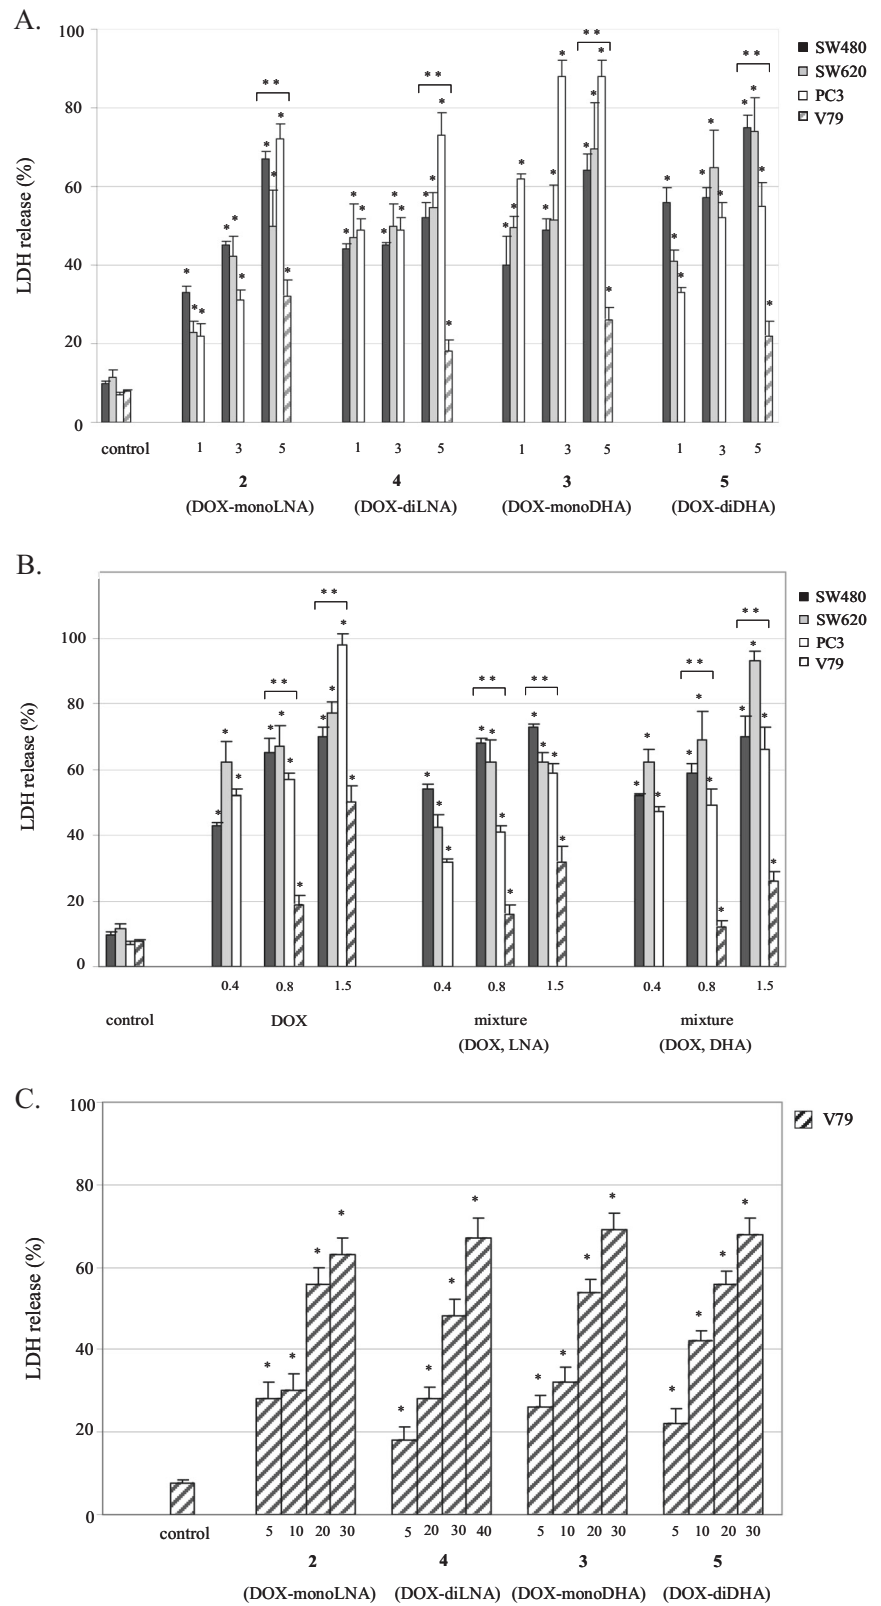 A.
100
80
60
40
20
0
LDH release (%)
SW480
SW620
PC3
V79
control
1 3 5 1 3 5 1 3 5 1 3 5
2 4 3 5
(DOX-monoLNA) (DOX-diLNA) (DOX-monoDHA) (DOX-diDHA)
B.
100
80
60
40
20
0
LDH release (%)
SW480
SW620
PC3
V79
0.4 0.8 1.5 0.4 0.8 1.5 0.4 0.8 1.5
control DOX mixture mixture
(DOX, LNA) (DOX, DHA)
C.
100
80
60
40
20
0
LDH release (%)
V79
control 5 10 20 30 5 20 30 40 5 10 20 30 5 10 20 30
2 4 3 5
(DOX-monoLNA) (DOX-diLNA) (DOX-monoDHA) (DOX-diDHA)